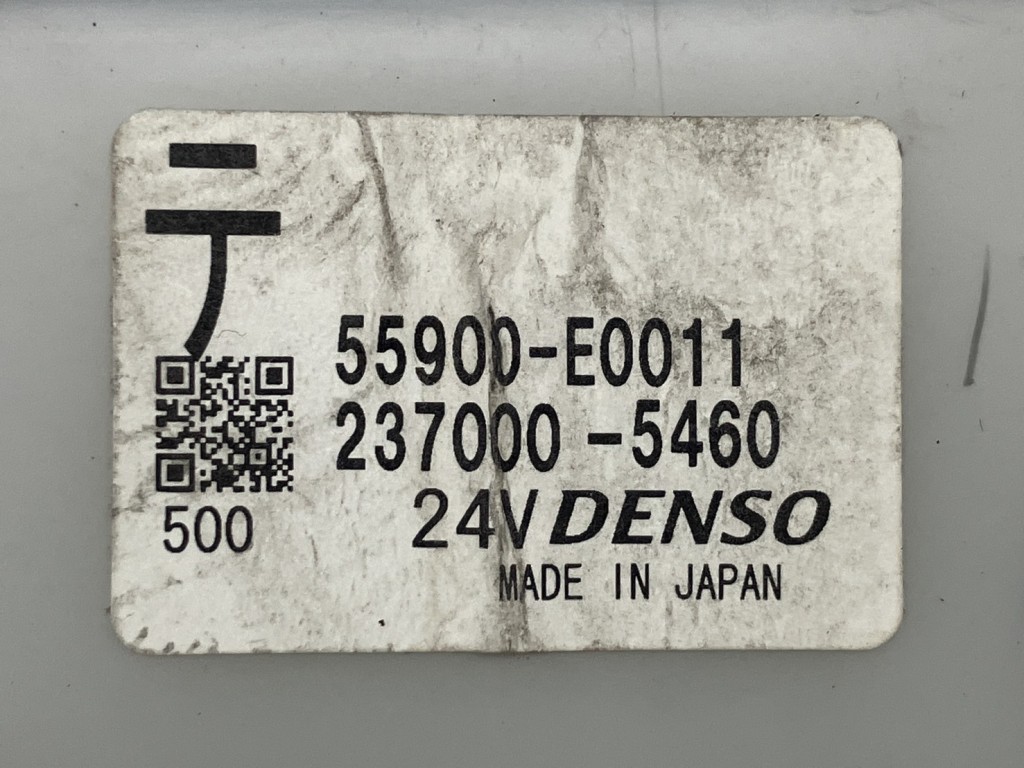 テ
55900-E0011
237000-5460
500
24V DENSO
MADE IN JAPAN